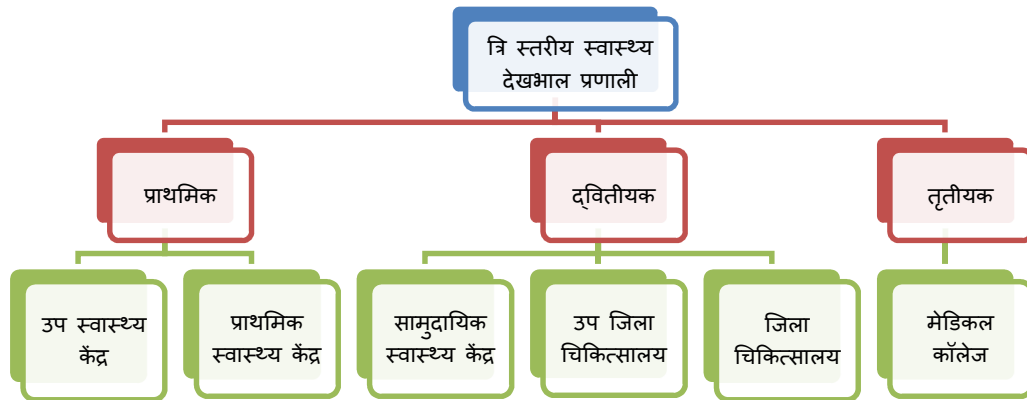 त्रि स्तरीय स्वास्थ्य
देखभाल प्रणाली
प्राथमिक
द्वितीयक
तृतीयक
उप स्वास्थ्य
केंद्र
प्राथमिक
स्वास्थ्य केंद्र
सामुदायिक
स्वास्थ्य केंद्र
उप जिला
चिकित्सालय
जिला
चिकित्सालय
मेडिकल
कॉलेज